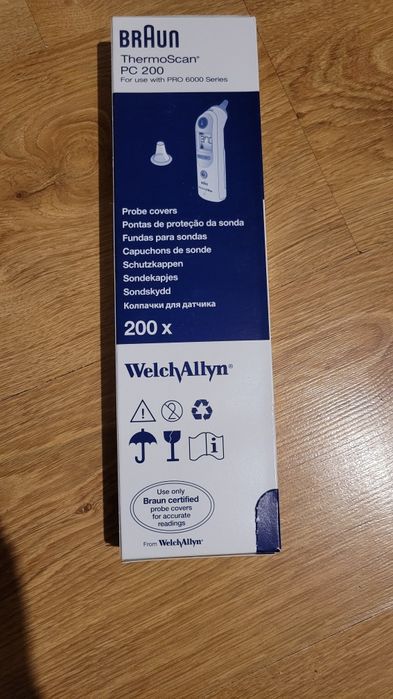 BRAUN
ThermoScan®
PC 200
For use with PRO 6000 Series
Probe covers
Pontas de proteção da sonda
Fundas para sondas
Capuchons de sonde
Schutzkappen
Sondekapjes
Sondskydd
Колпачки для датчика
200 x
WelchAllyn®
Use only
Braun certified
probe covers
for accurate
readings
From WelchAllyn®